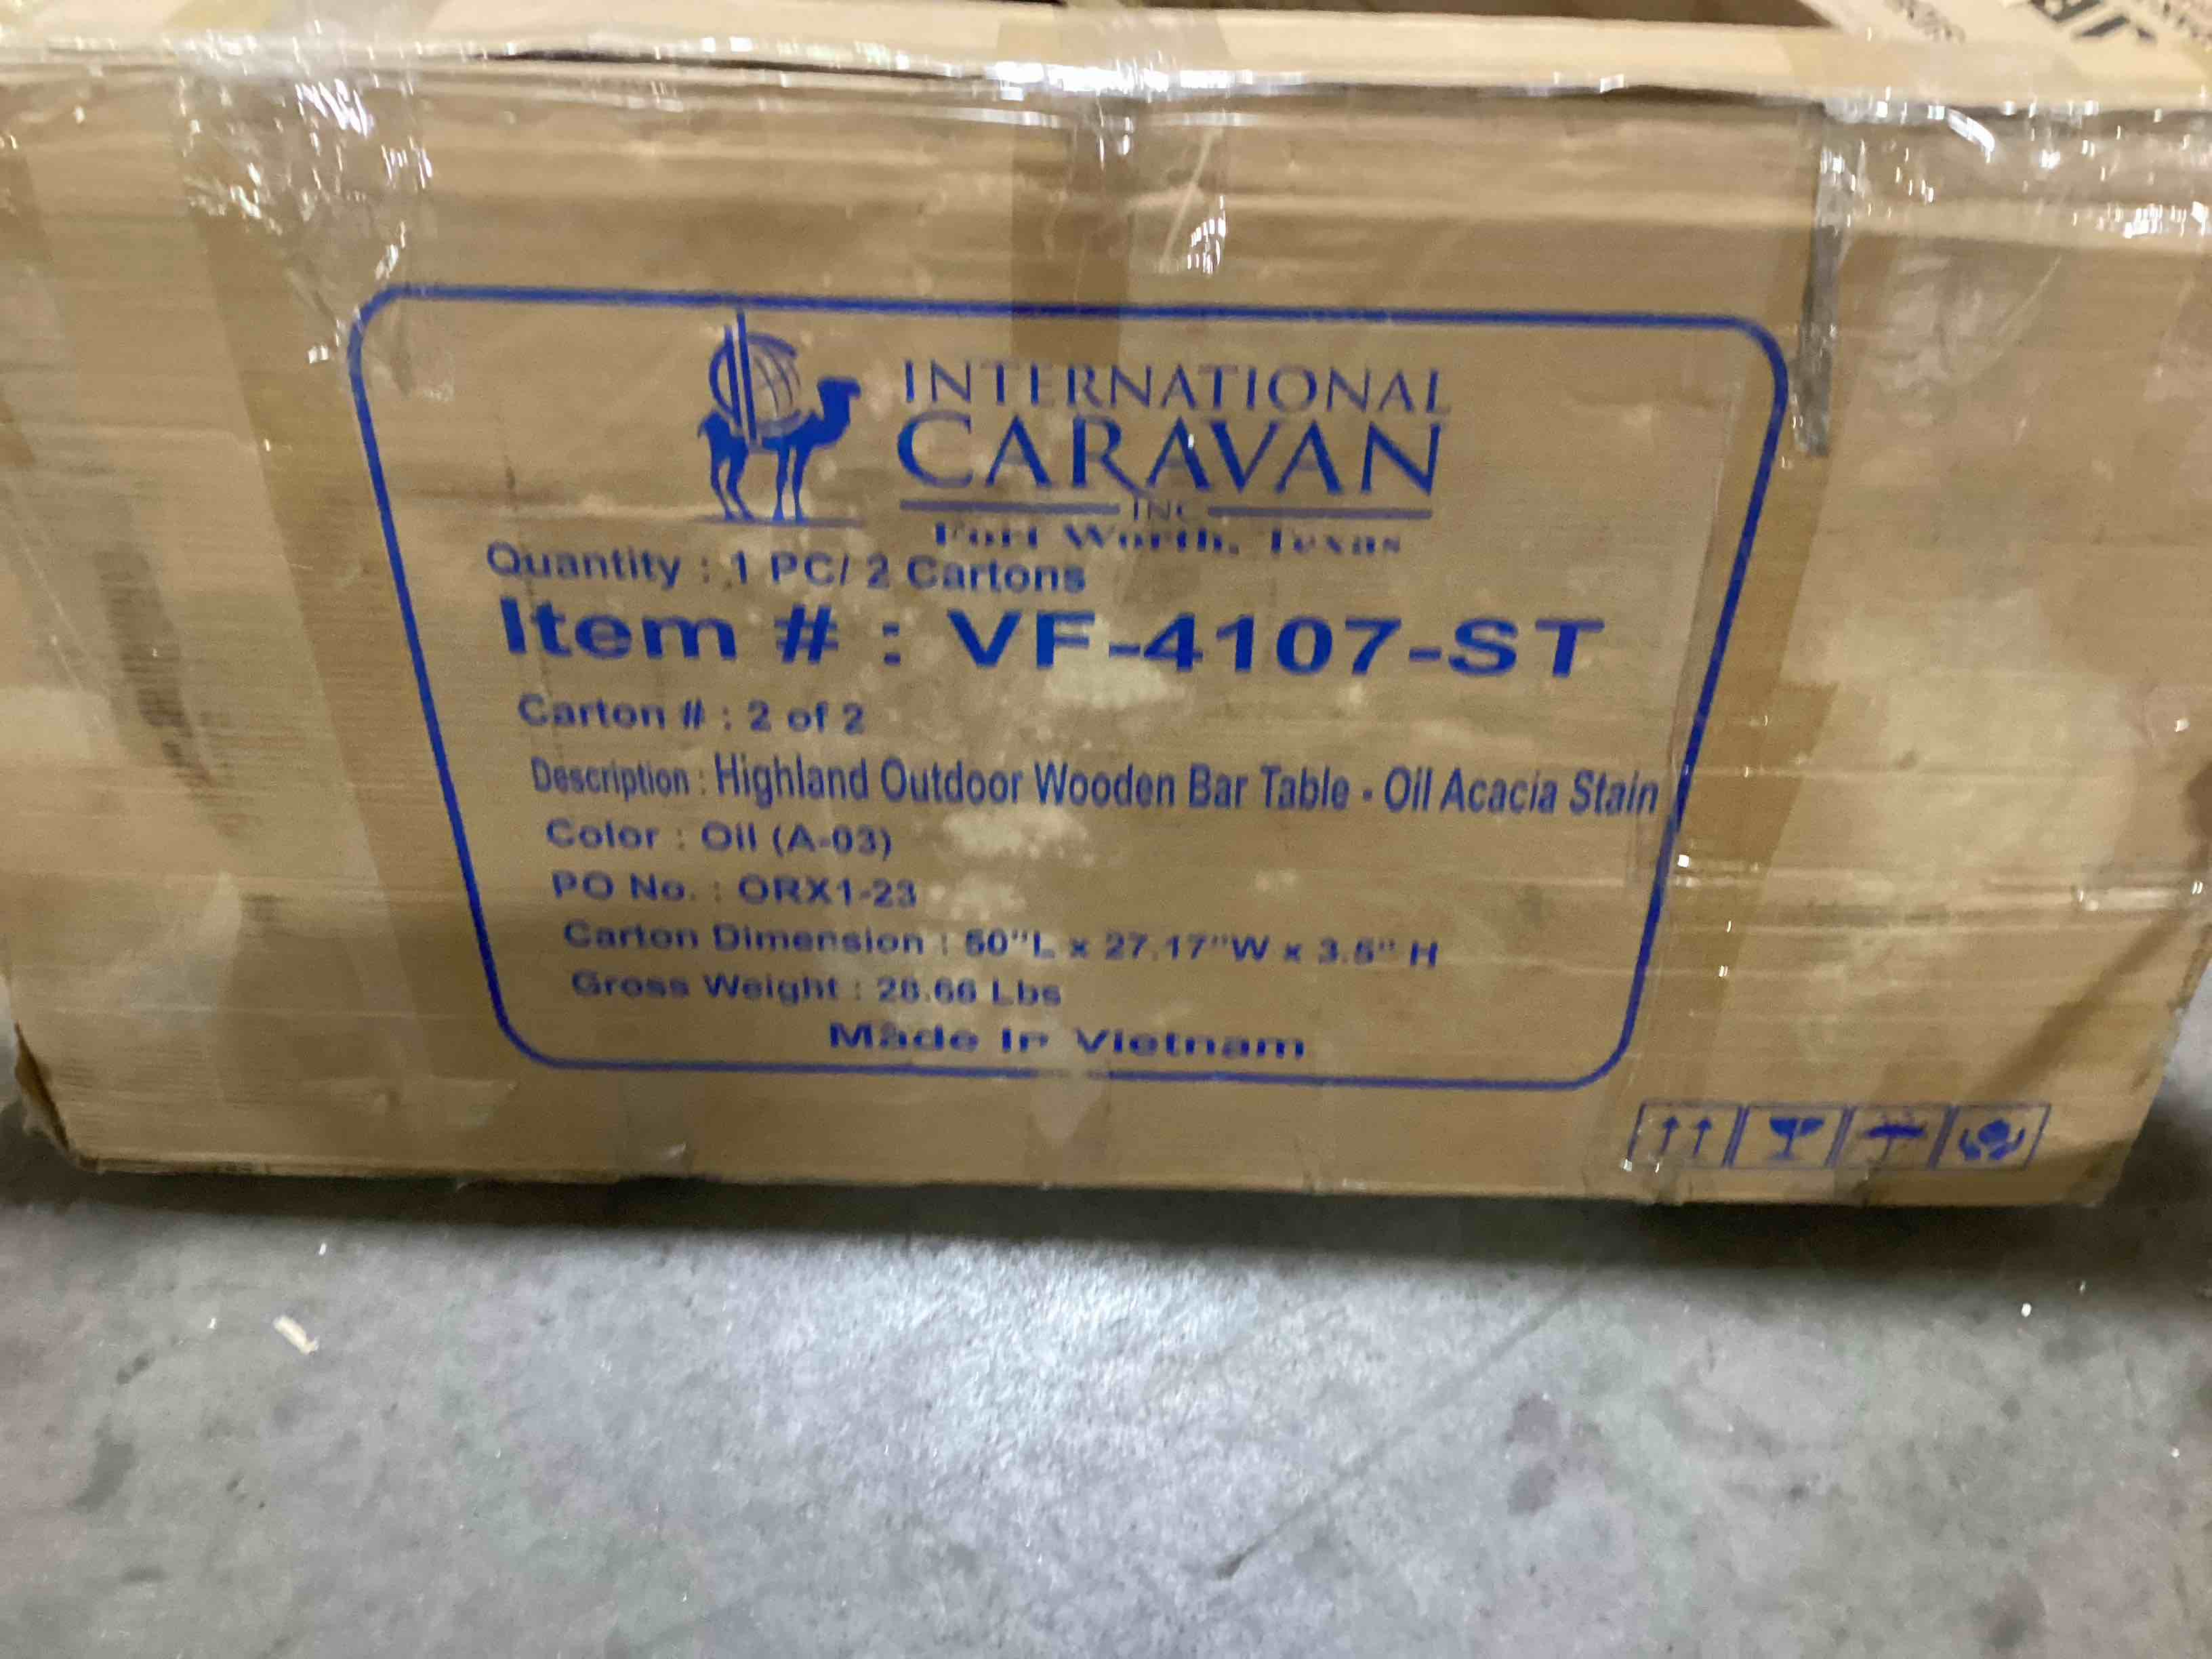 INTERNATIONAL
CARAVAN
INC
Fort Worth, Texas
Quantity : 1 PC/ 2 Cartons
Item # : VF-4107-ST
Carton # : 2 of 2
Description : Highland Outdoor Wooden Bar Table - Oil Acacia Stain
Color : Oil (A-03)
PO No. : ORX1-23
Carton Dimension : 50"L x 27.17"W x 3.5" H
Gross Weight : 28.66 Lbs
Made In Vietnam